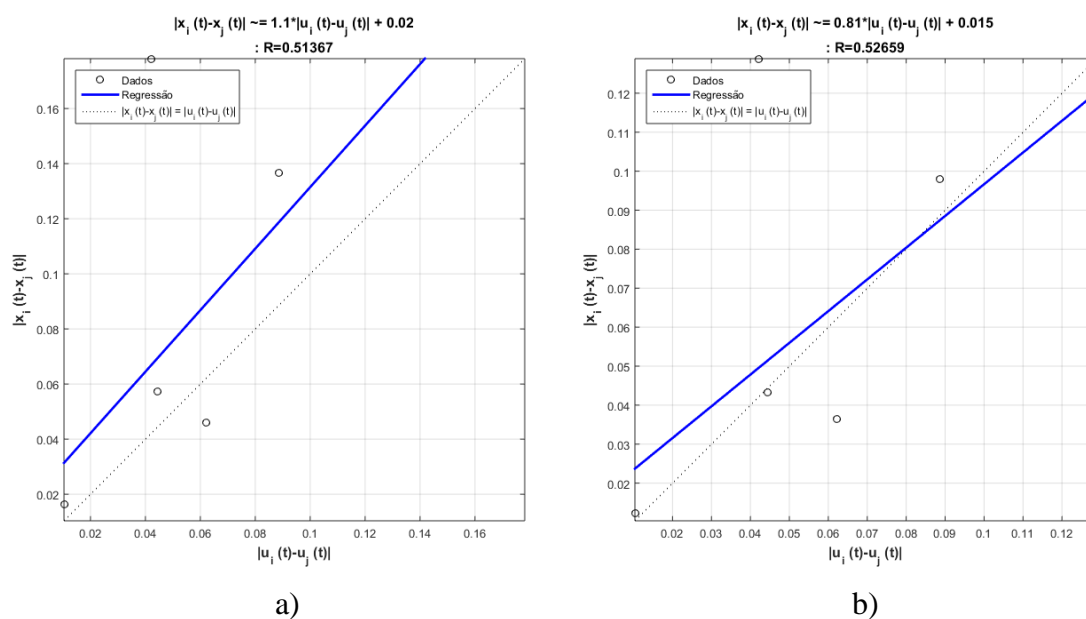 |x_i (t)-x_j (t)| ~= 1.1*|u_i (t)-u_j (t)| + 0.02
: R=0.51367
Dados
Regressão
|x_i (t)-x_j (t)| = |u_i (t)-u_j (t)|
0.16
0.14
0.12
0.1
0.08
0.06
0.04
0.02
|x_i (t)-x_j (t)|
0.02 0.04 0.06 0.08 0.1 0.12 0.14 0.16
|u_i (t)-u_j (t)|
a)
|x_i (t)-x_j (t)| ~= 0.81*|u_i (t)-u_j (t)| + 0.015
: R=0.52659
Dados
Regressão
|x_i (t)-x_j (t)| = |u_i (t)-u_j (t)|
0.12
0.11
0.1
0.09
0.08
0.07
0.06
0.05
0.04
0.03
0.02
|x_i (t)-x_j (t)|
0.02 0.03 0.04 0.05 0.06 0.07 0.08 0.09 0.1 0.11 0.12
|u_i (t)-u_j (t)|
b)